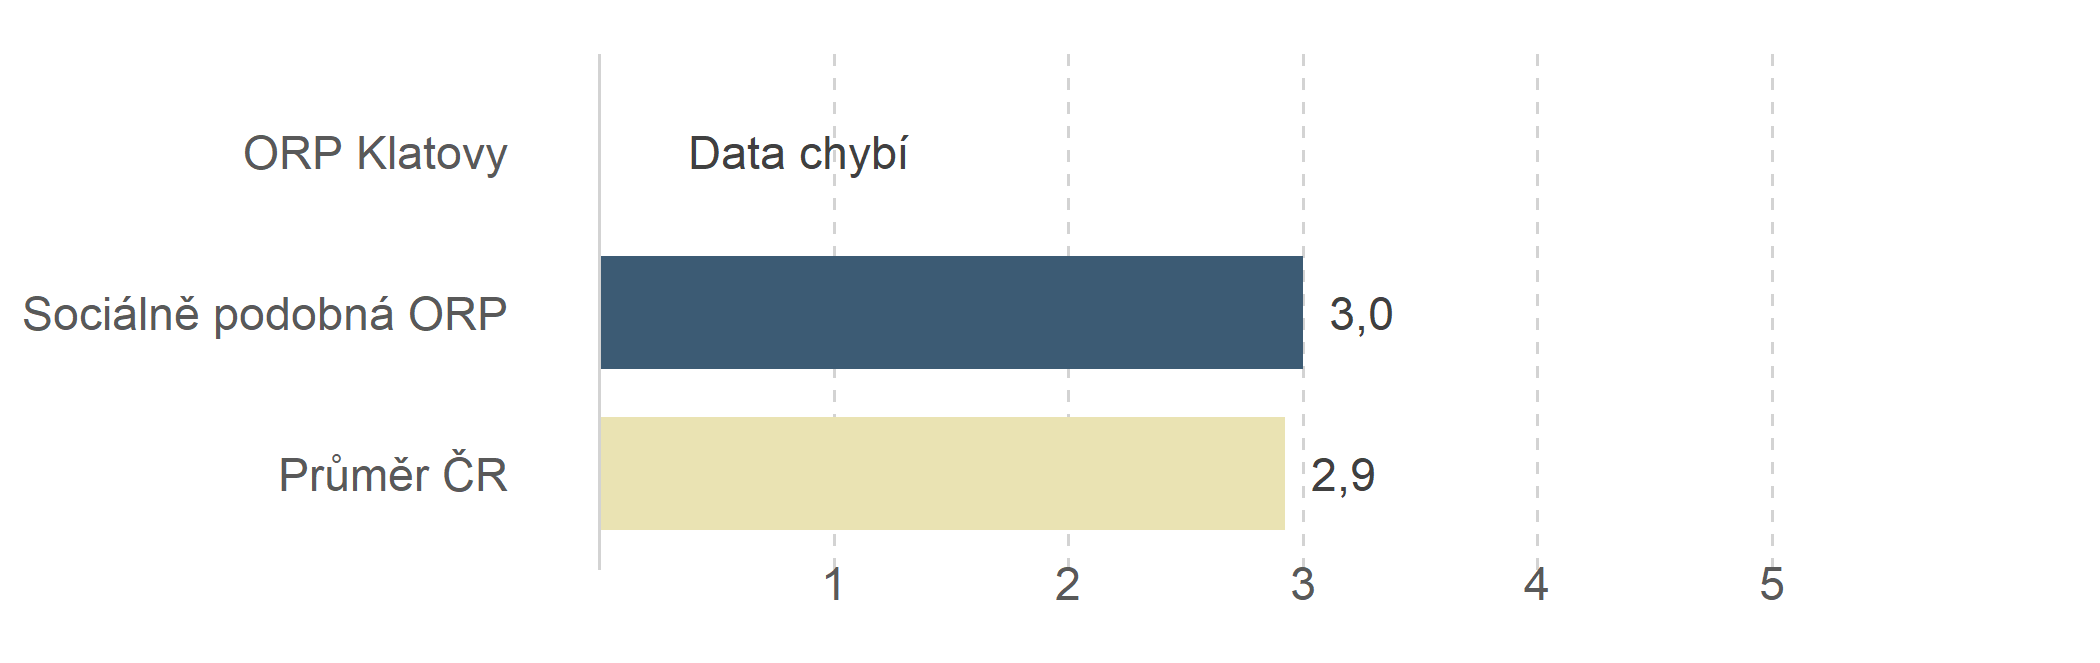 ORP Klatovy Data chybí
Sociálně podobná ORP 3,0
Průměr ČR 2,9
1 2 3 4 5